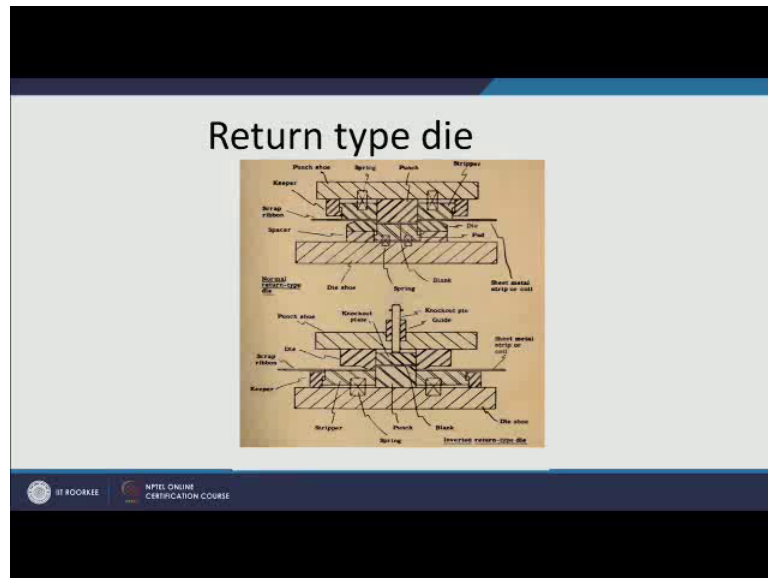 Return type die
Punch shoe
Spring
Punch
Stripper
Keeper
Scrap
ribbon
Spacer
Die
Pad
Normal
return-type
die
Die shoe
Spring
Blank
Sheet metal
strip or coil
Punch shoe
Knockout
plate
Knockout pin
Guide
Die
Scrap
ribbon
Keeper
Sheet metal
strip or
coil
Stripper
Spring
Punch
Blank
Die shoe
Inverted return-type die
IIT ROORKEE
NPTEL ONLINE
CERTIFICATION COURSE